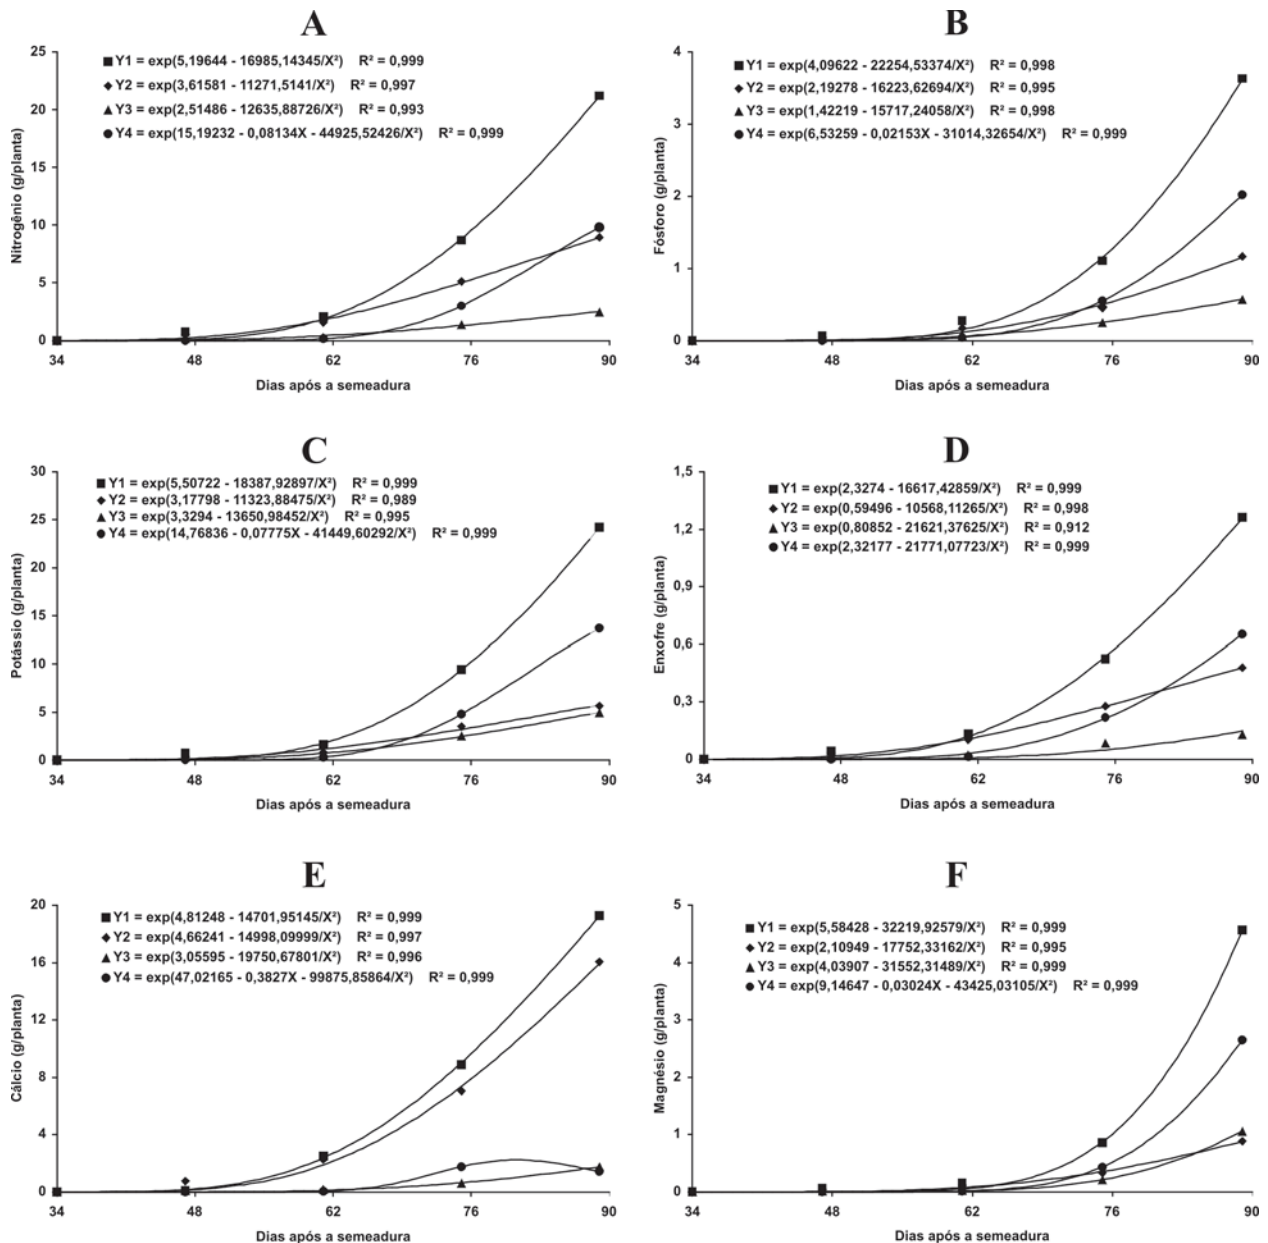 A
25
20
15
10
5
0
Nitrogênio (g/planta)
Y1 = exp(5,19644 - 16985,14345/X²) R² = 0,999
Y2 = exp(3,61581 - 11271,5141/X²) R² = 0,997
Y3 = exp(2,51486 - 12635,88726/X²) R² = 0,993
Y4 = exp(15,19232 - 0,08134X - 44925,52426/X²) R² = 0,999
34 48 62 76 90
Dias após a semeadura
B
4
3
2
1
0
Fósforo (g/planta)
Y1 = exp(4,09622 - 22254,53374/X²) R² = 0,998
Y2 = exp(2,19278 - 16223,62694/X²) R² = 0,995
Y3 = exp(1,42219 - 15717,24058/X²) R² = 0,998
Y4 = exp(6,53259 - 0,02153X - 31014,32654/X²) R² = 0,999
34 48 62 76 90
Dias após a semeadura
C
30
25
20
15
10
5
0
Potássio (g/planta)
Y1 = exp(5,50722 - 18387,92897/X²) R² = 0,999
Y2 = exp(3,17798 - 11323,88475/X²) R² = 0,989
Y3 = exp(3,3294 - 13650,98452/X²) R² = 0,995
Y4 = exp(14,76836 - 0,07775X - 41449,60292/X²) R² = 0,999
34 48 62 76 90
Dias após a semeadura
D
1,5
1,2
0,9
0,6
0,3
0
Enxofre (g/planta)
Y1 = exp(2,3274 - 16617,42859/X²) R² = 0,999
Y2 = exp(0,59496 - 10568,11265/X²) R² = 0,998
Y3 = exp(0,80852 - 21621,37625/X²) R² = 0,912
Y4 = exp(2,32177 - 21771,07723/X²) R² = 0,999
34 48 62 76 90
Dias após a semeadura
E
20
16
12
8
4
0
Cálcio (g/planta)
Y1 = exp(4,81248 - 14701,95145/X²) R² = 0,999
Y2 = exp(4,66241 - 14998,09999/X²) R² = 0,997
Y3 = exp(3,05595 - 19750,67801/X²) R² = 0,996
Y4 = exp(47,02165 - 0,3827X - 99875,85864/X²) R² = 0,999
34 48 62 76 90
Dias após a semeadura
F
5
4
3
2
1
0
Magnésio (g/planta)
Y1 = exp(5,58428 - 32219,92579/X²) R² = 0,999
Y2 = exp(2,10949 - 17752,33162/X²) R² = 0,995
Y3 = exp(4,03907 - 31552,31489/X²) R² = 0,999
Y4 = exp(9,14647 - 0,03024X - 43425,03105/X²) R² = 0,999
34 48 62 76 90
Dias após a semeadura